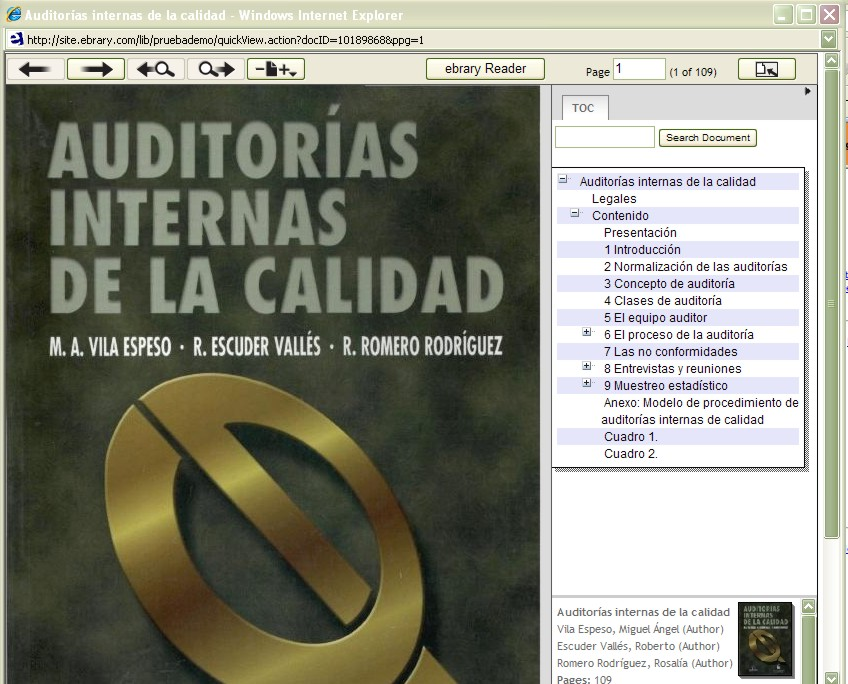 Auditorías internas de la calidad - Windows Internet Explorer
http://site.ebrary.com/lib/pruebademo/quickView.action?docID=10189868&ppg=1
ebrary Reader
Page 1 (1 of 109)
AUDITORÍAS
INTERNAS
DE LA CALIDAD
M. A. VILA ESPESO · R. ESCUDER VALLÉS · R. ROMERO RODRÍGUEZ
TOC
Search Document
Auditorías internas de la calidad
Legales
Contenido
Presentación
1 Introducción
2 Normalización de las auditorías
3 Concepto de auditoría
4 Clases de auditoría
5 El equipo auditor
6 El proceso de la auditoría
7 Las no conformidades
8 Entrevistas y reuniones
9 Muestreo estadístico
Anexo: Modelo de procedimiento de
auditorías internas de calidad
Cuadro 1.
Cuadro 2.
Auditorías internas de la calidad
Vila Espeso, Miguel Ángel (Author)
Escuder Vallés, Roberto (Author)
Romero Rodríguez, Rosalía (Author)
Pages: 109
AUDITORÍAS
INTERNAS
DE LA CALIDAD